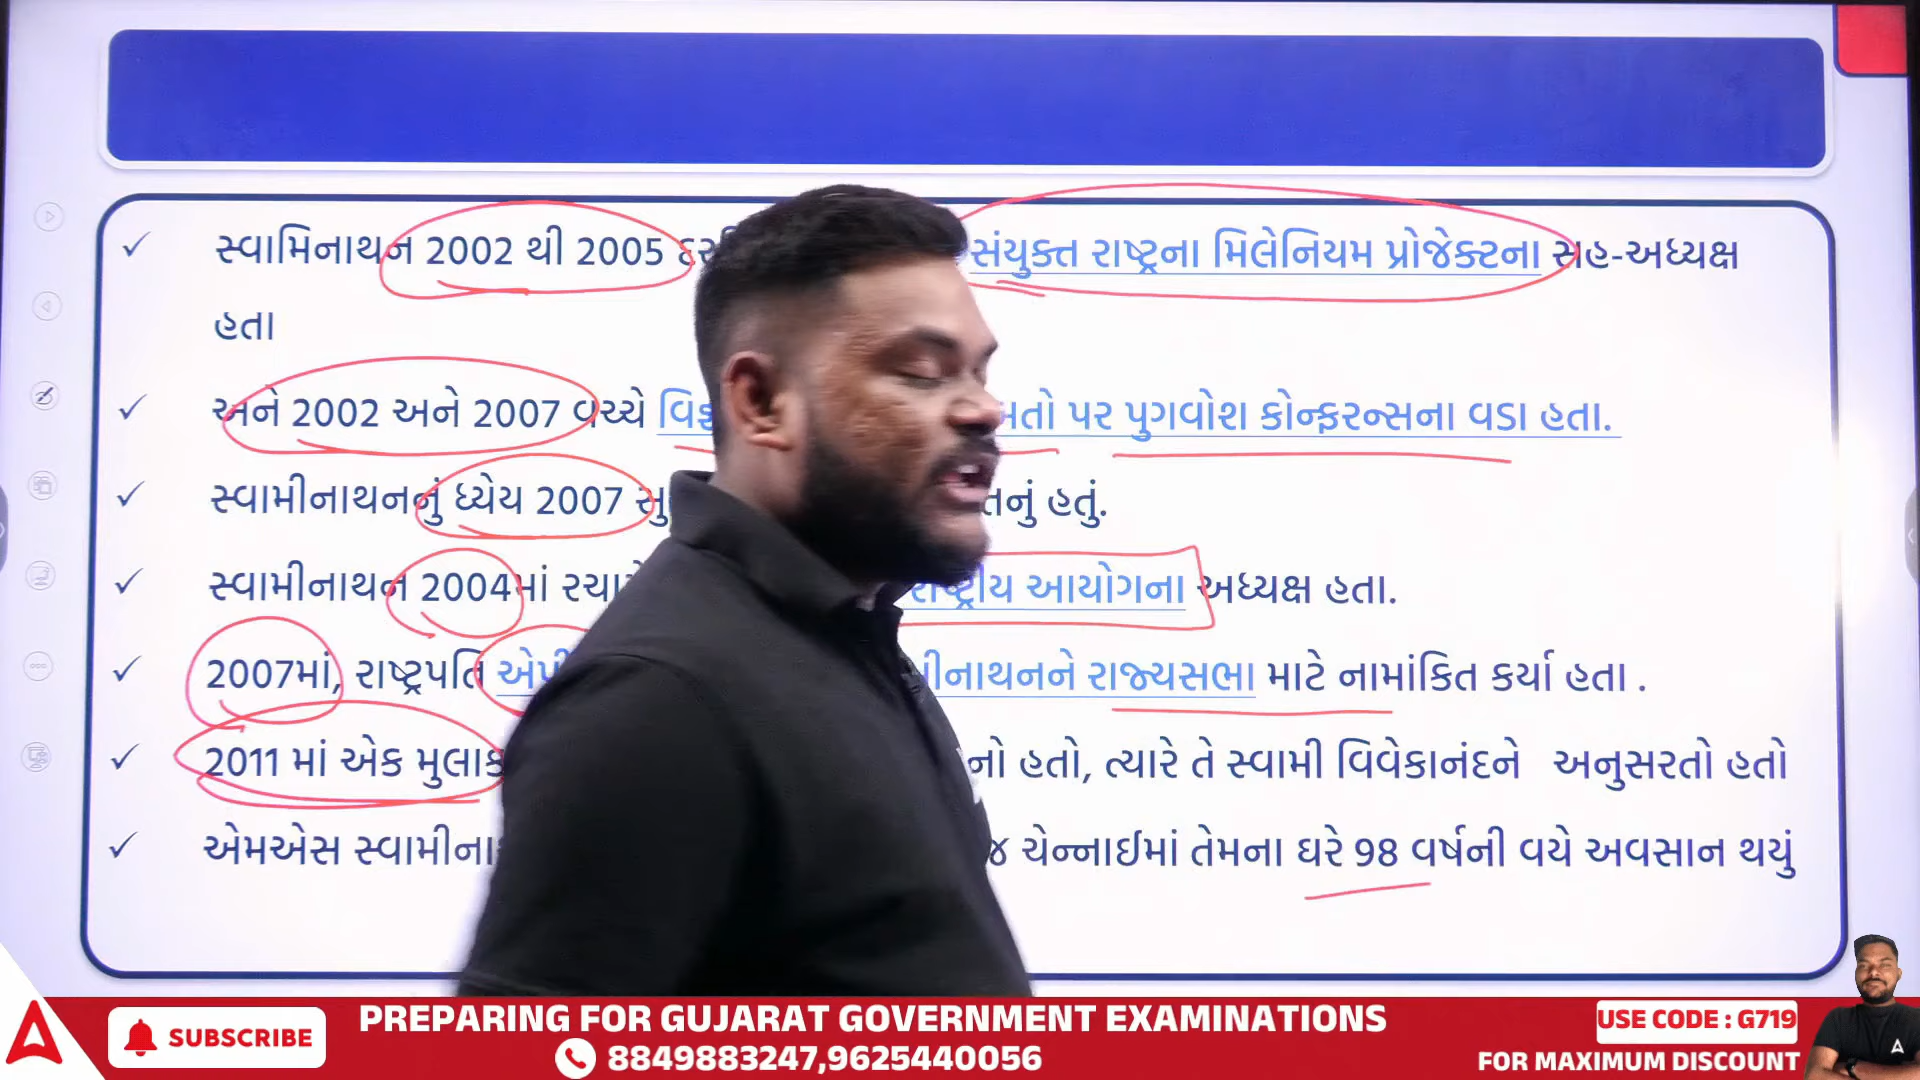 સ્વામિનાથન 2002 થી 2005 સંયુક્ત રાષ્ટ્રના મિલેનિયમ પ્રોજેક્ટના સહ-અધ્યક્ષ
હતા
અને 2002 અને 2007 વચ્ચે પર પુગવોશ કોન્ફરન્સના વડા હતા.
સ્વામીનાથનનું ધ્યેય 2007 હતું.
સ્વામીનાથન 2004માં રાષ્ટ્રીય આયોગના અધ્યક્ષ હતા.
2007માં, રાષ્ટ્રપતિ રાજ્યસભા માટે નામાંકિત કર્યા હતા .
2011 માં એક હતો, ત્યારે તે સ્વામી વિવેકાનંદને અનુસરતો હતો
એમએસ ચેન્નાઈમાં તેમના ઘરે 98 વર્ષની વયે અવસાન થયું
SUBSCRIBE
PREPARING FOR GUJARAT GOVERNMENT EXAMINATIONS
8849883247,9625440056
USE CODE : G719
FOR MAXIMUM DISCOUNT